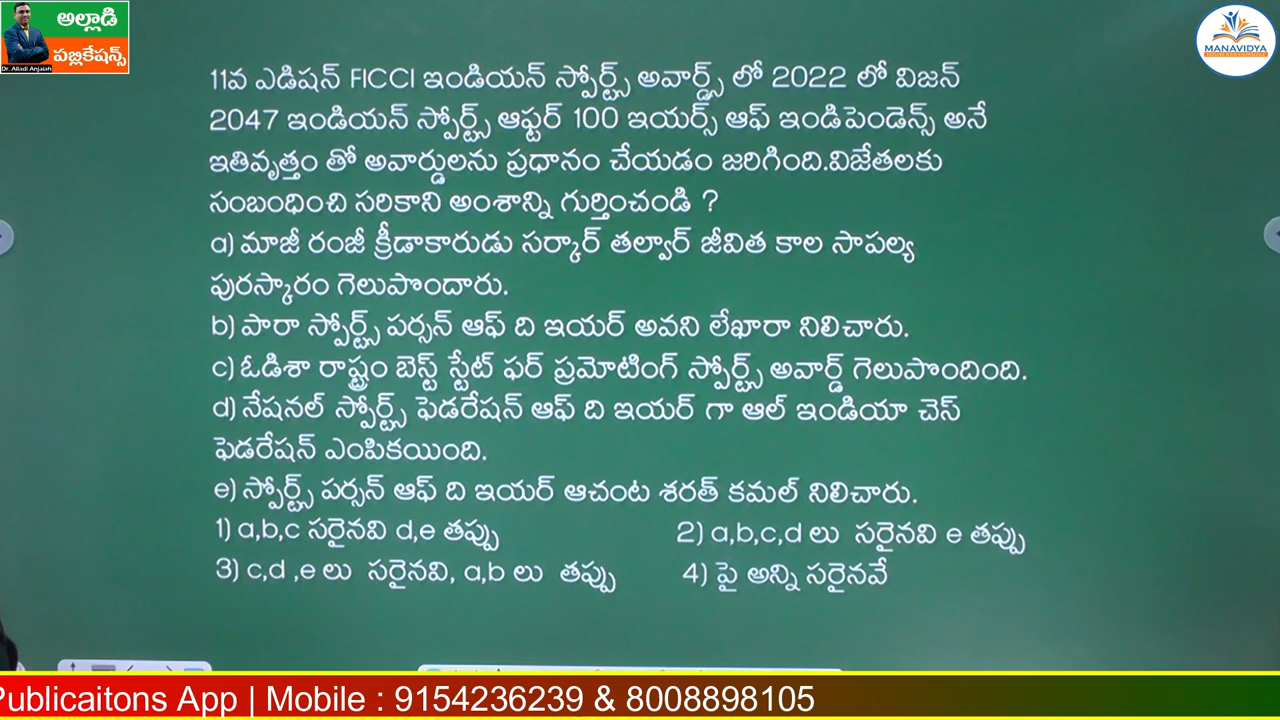 అల్లాడి
పబ్లికేషన్స్
Dr. Alladi Anjaiah
MANAVIDYA
11వ ఎడిషన్ FICCI ఇండియన్ స్పోర్ట్స్ అవార్డ్స్ లో 2022 లో విజన్
2047 ఇండియన్ స్పోర్ట్స్ ఆఫ్టర్ 100 ఇయర్స్ ఆఫ్ ఇండిపెండెన్స్ అనే
ఇతివృత్తం తో అవార్డులను ప్రధానం చేయడం జరిగింది.విజేతలకు
సంబంధించి సరికాని అంశాన్ని గుర్తించండి ?
a) మాజీ రంజీ క్రీడాకారుడు సర్కార్ తల్వార్ జీవిత కాల సాపల్య
పురస్కారం గెలుపొందారు.
b) పారా స్పోర్ట్స్ పర్సన్ ఆఫ్ ది ఇయర్ అవని లేఖారా నిలిచారు.
c) ఓడిశా రాష్ట్రం బెస్ట్ స్టేట్ ఫర్ ప్రమోటింగ్ స్పోర్ట్స్ అవార్డ్ గెలుపొందింది.
d) నేషనల్ స్పోర్ట్స్ ఫెడరేషన్ ఆఫ్ ది ఇయర్ గా ఆల్ ఇండియా చెస్
ఫెడరేషన్ ఎంపికయింది.
e) స్పోర్ట్స్ పర్సన్ ఆఫ్ ది ఇయర్ ఆచంట శరత్ కమల్ నిలిచారు.
1) a,b,c సరైనవి d,e తప్పు 2) a,b,c,d లు సరైనవి e తప్పు
3) c,d ,e లు సరైనవి, a,b లు తప్పు 4) పై అన్ని సరైనవే
Publicaitons App | Mobile : 9154236239 & 8008898105